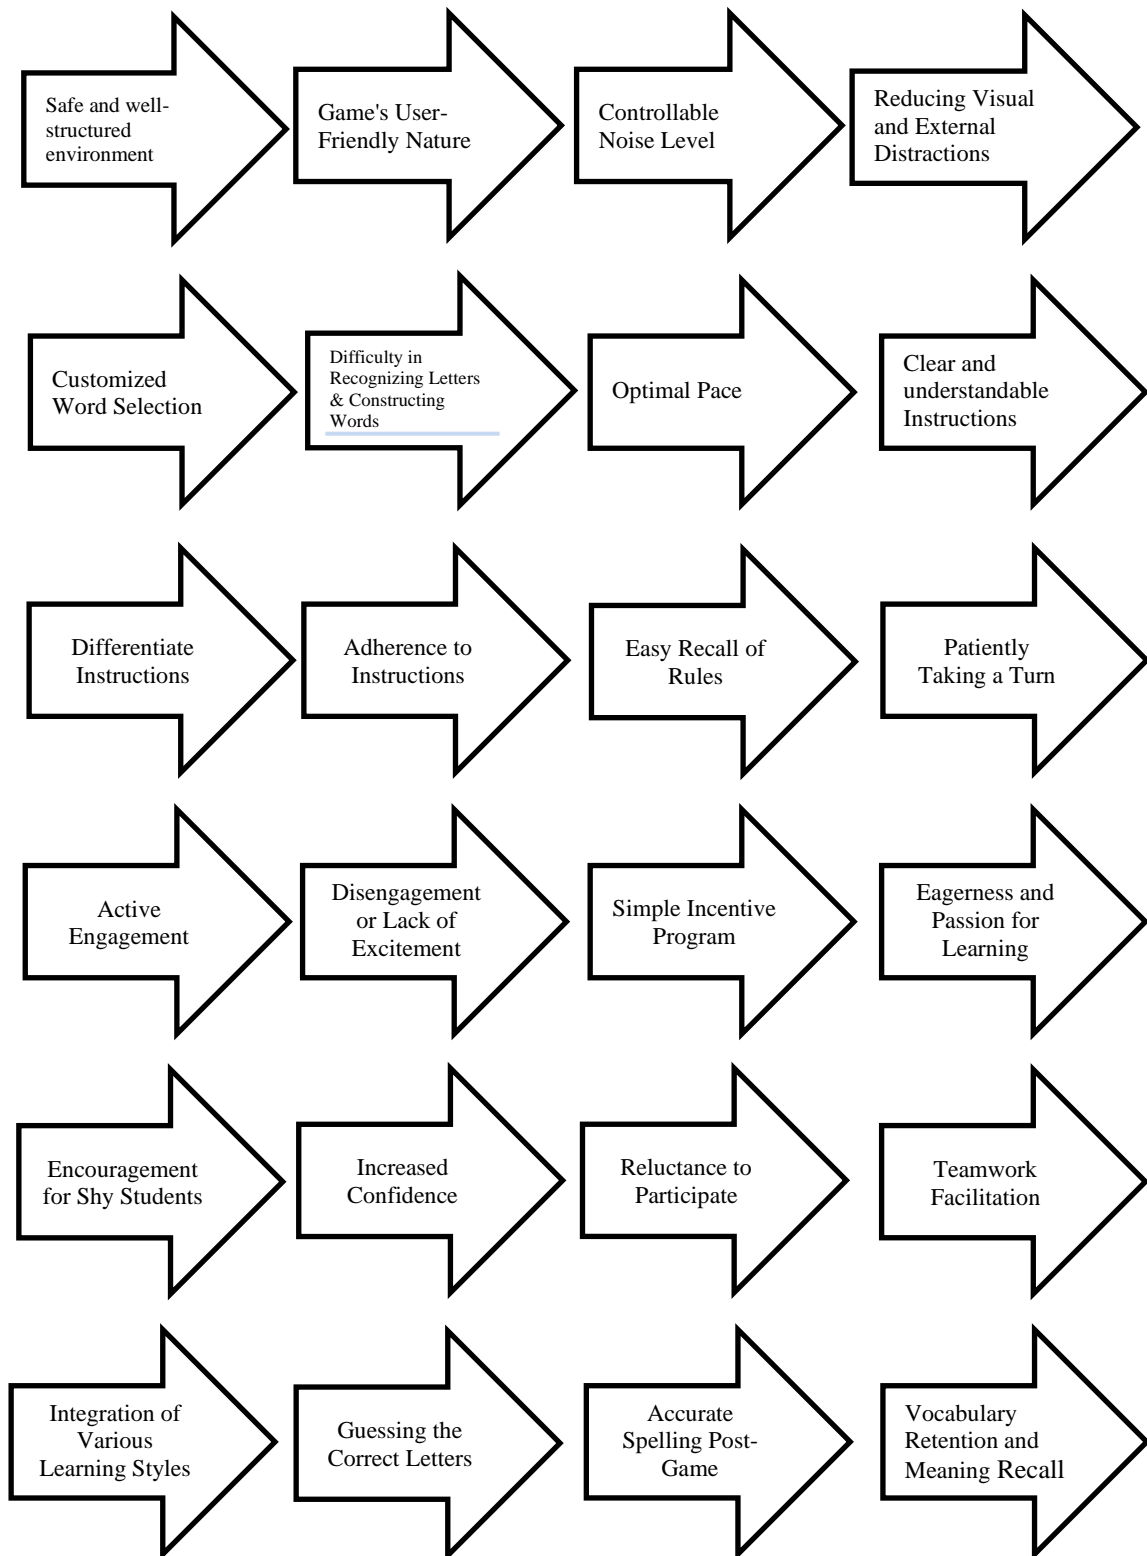 Safe and well-
structured
environment
Game's User-
Friendly Nature
Controllable
Noise Level
Reducing Visual
and External
Distractions
Customized
Word Selection
Difficulty in
Recognizing Letters
& Constructing
Words
Optimal Pace
Clear and
understandable
Instructions
Differentiate
Instructions
Adherence to
Instructions
Easy Recall of
Rules
Patiently
Taking a Turn
Active
Engagement
Disengagement
or Lack of
Excitement
Simple Incentive
Program
Eagerness and
Passion for
Learning
Encouragement
for Shy Students
Increased
Confidence
Reluctance to
Participate
Teamwork
Facilitation
Integration of
Various
Learning Styles
Guessing the
Correct Letters
Accurate
Spelling Post-
Game
Vocabulary
Retention and
Meaning Recall